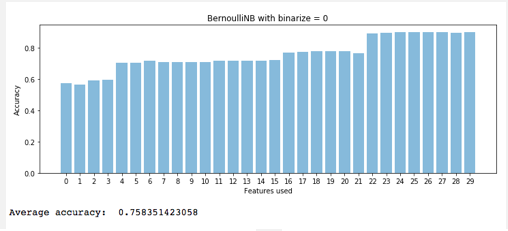 BernoulliNB with binarize = 0
Accuracy
0.8
0.6
0.4
0.2
0.0
0 1 2 3 4 5 6 7 8 9 10 11 12 13 14 15 16 17 18 19 20 21 22 23 24 25 26 27 28 29
Features used
Average accuracy:  0.758351423058